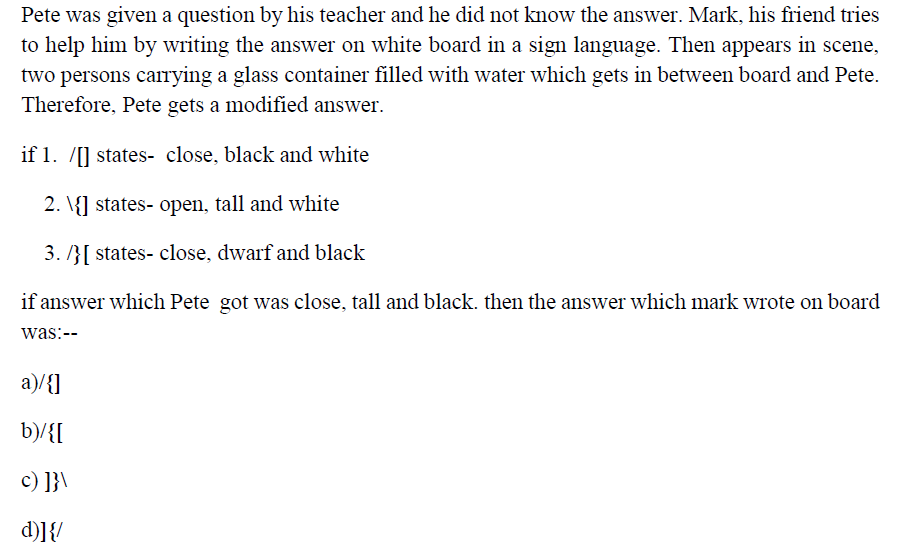 Pete was given a question by his teacher and he did not know the answer. Mark, his friend tries
to help him by writing the answer on white board in a sign language. Then appears in scene,
two persons carrying a glass container filled with water which gets in between board and Pete.
Therefore, Pete gets a modified answer.
if 1. /[] states- close, black and white
2. \{] states- open, tall and white
3. /}[ states- close, dwarf and black
if answer which Pete got was close, tall and black. then the answer which mark wrote on board
was:--
a)/{]
b)/{[
c) ]}\
d)]{/